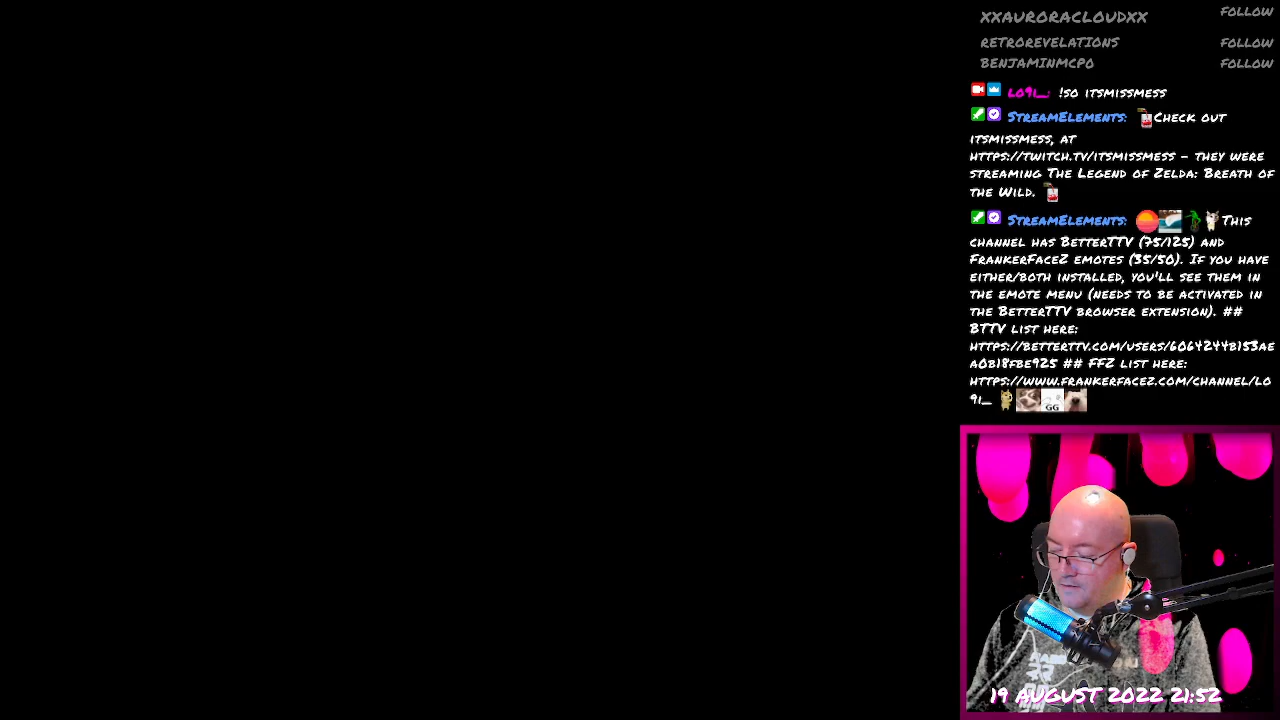 XXAURORACLOUDXX FOLLOW
RETROREVELATIONS FOLLOW
BENJAMINMCPO FOLLOW
LO9I_: !SO ITSMISSMESS
STREAMELEMENTS: CHECK OUT
ITSMISSMESS, AT
HTTPS://TWITCH.TV/ITSMISSMESS - THEY WERE
STREAMING THE LEGEND OF ZELDA: BREATH OF
THE WILD.
STREAMELEMENTS: THIS
CHANNEL HAS BETTERTTV (75/125) AND
FRANKERFACEZ EMOTES (35/50). IF YOU HAVE
EITHER/BOTH INSTALLED, YOU'LL SEE THEM IN
THE EMOTE MENU (NEEDS TO BE ACTIVATED IN
THE BETTERTTV BROWSER EXTENSION). ##
BTTV LIST HERE:
HTTPS://BETTERTTV.COM/USERS/6064244B153AE
A0B18FBE925 ## FFZ LIST HERE:
HTTPS://WWW.FRANKERFACEZ.COM/CHANNEL/LO
9I_
GG
19 AUGUST 2022 21:52